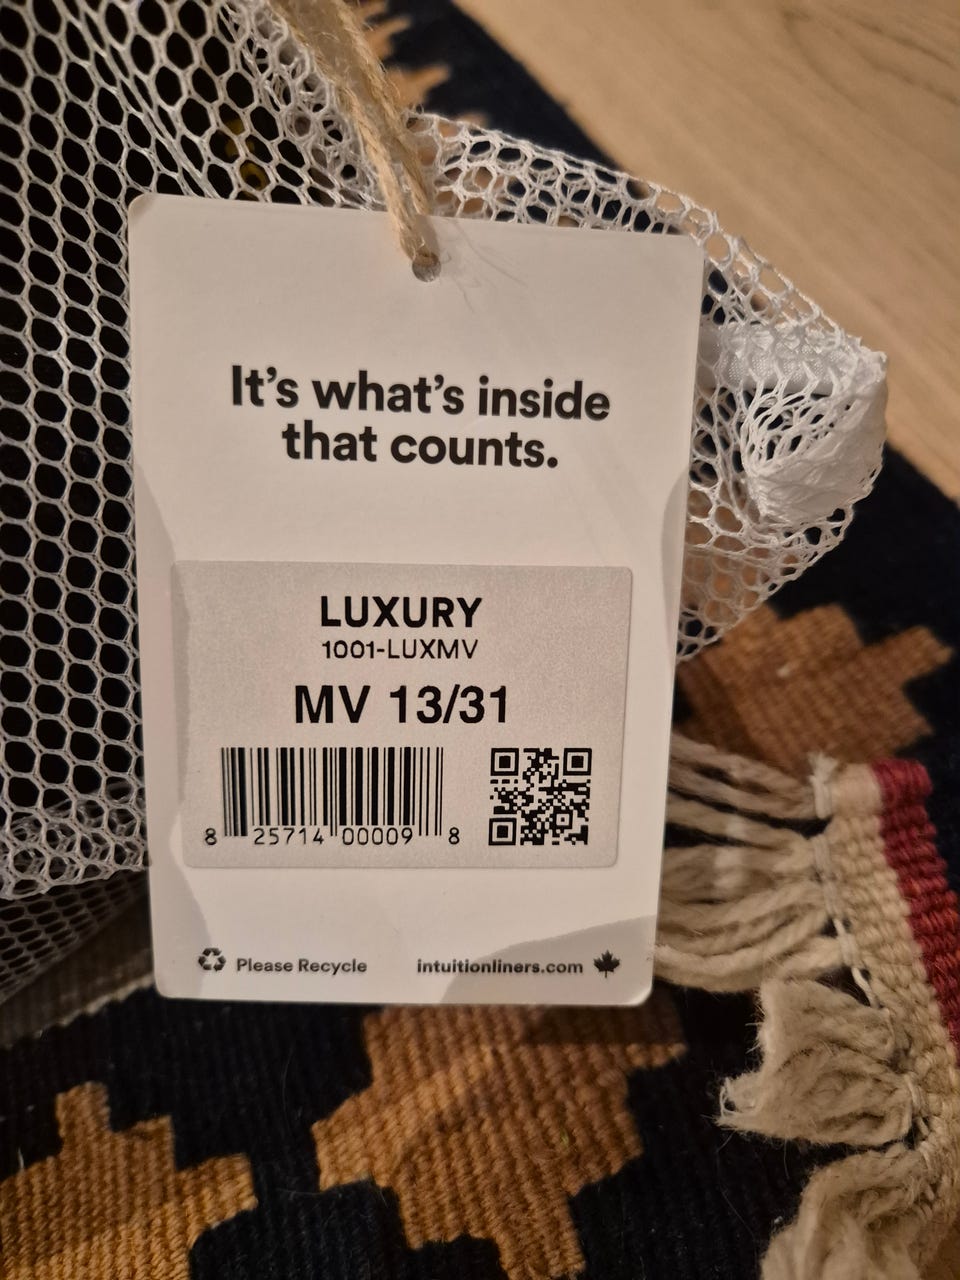 It's what's inside
that counts.
LUXURY
1001-LUXMV
MV 13/31
8 25714 00009 8
Please Recycle
intuitionliners.com